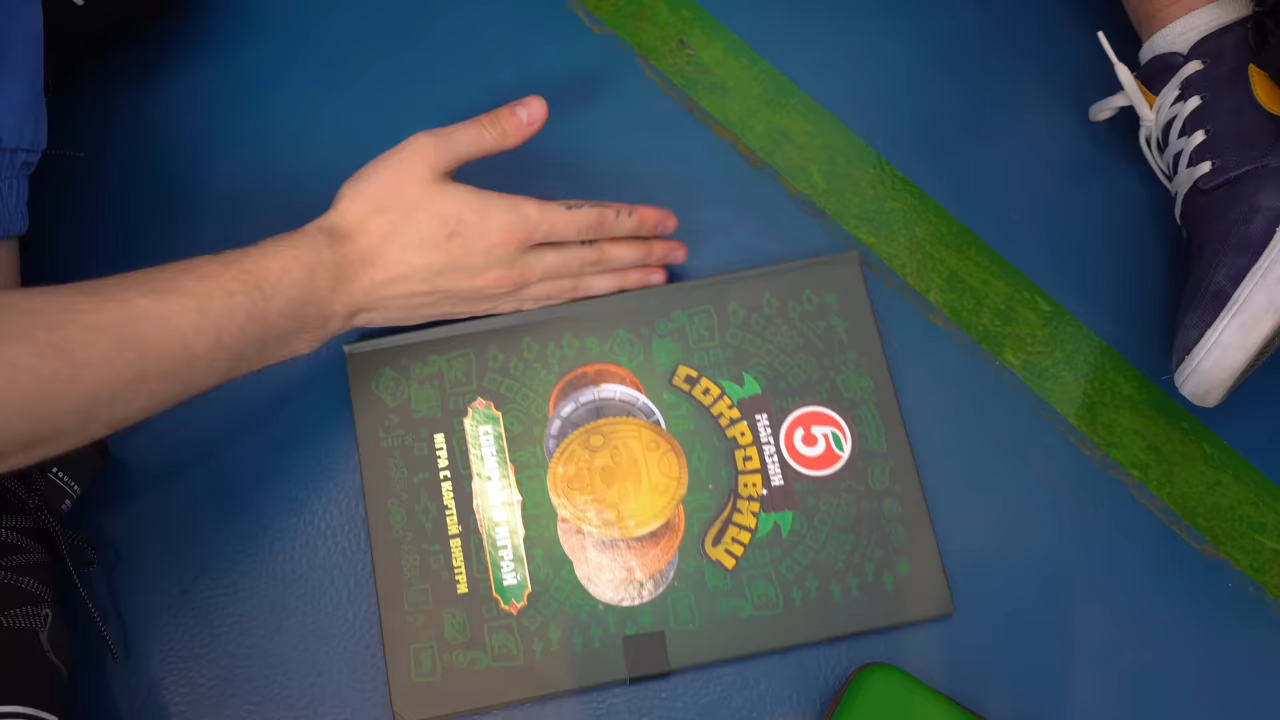 5
МАГАЗИН
СОКРОВИЩ
СОБИРАЙ И ИГРАЙ
ИГРА С КАРТОЙ ВНУТРИ